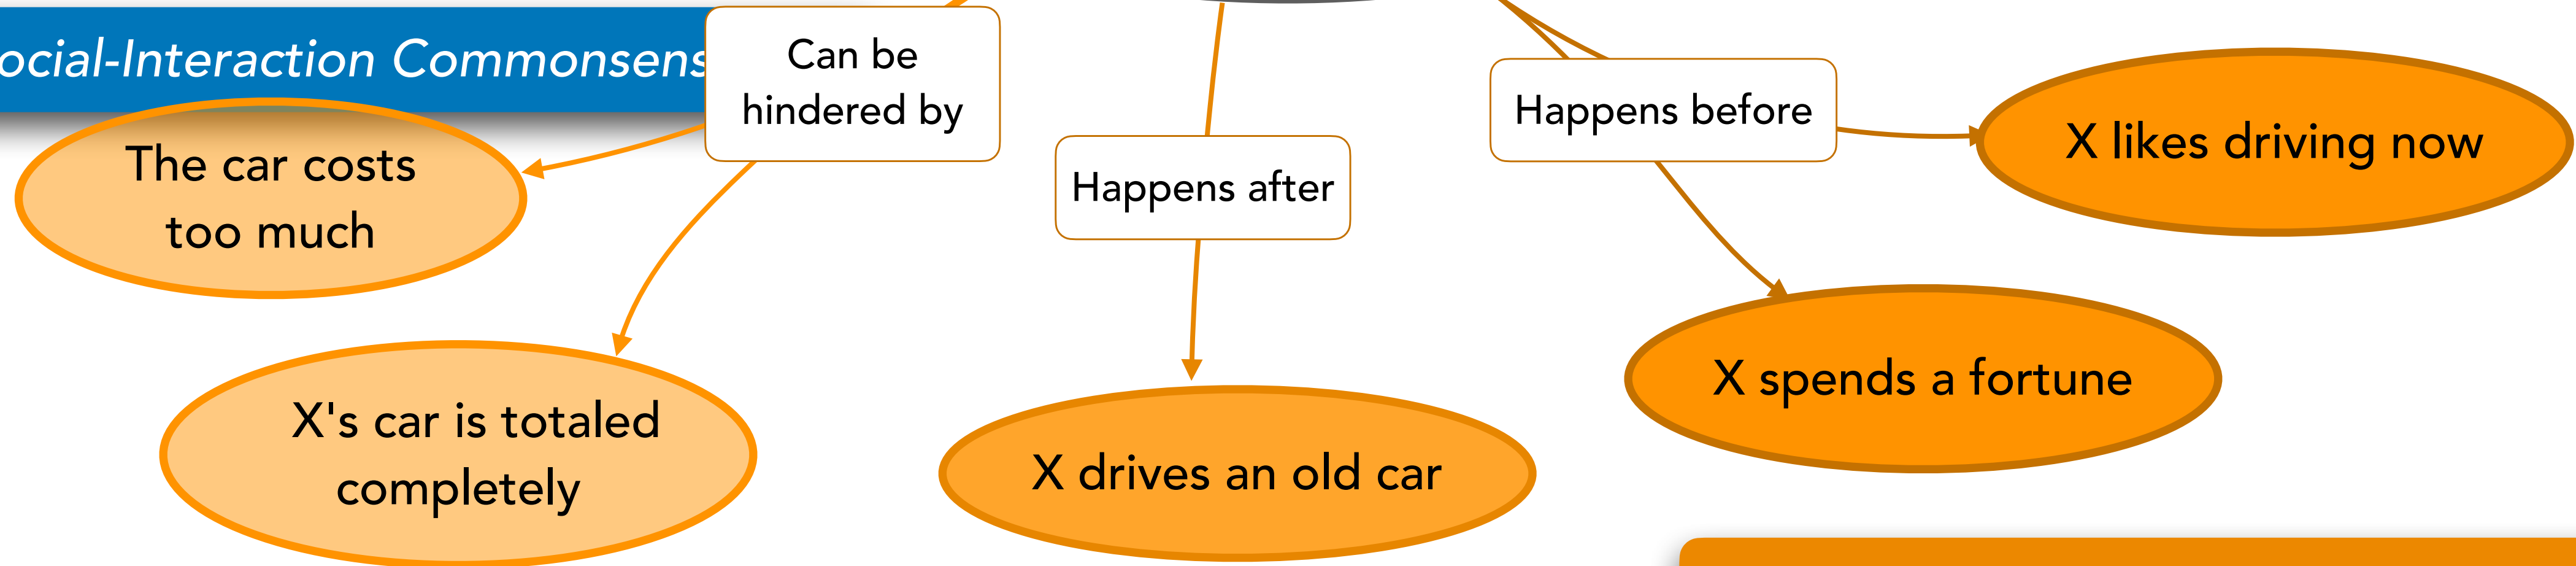 ocial-Interaction Commonsens
Can be
hindered by
Happens before
X likes driving now
The car costs
too much
Happens after
X spends a fortune
X's car is totaled
completely
X drives an old car